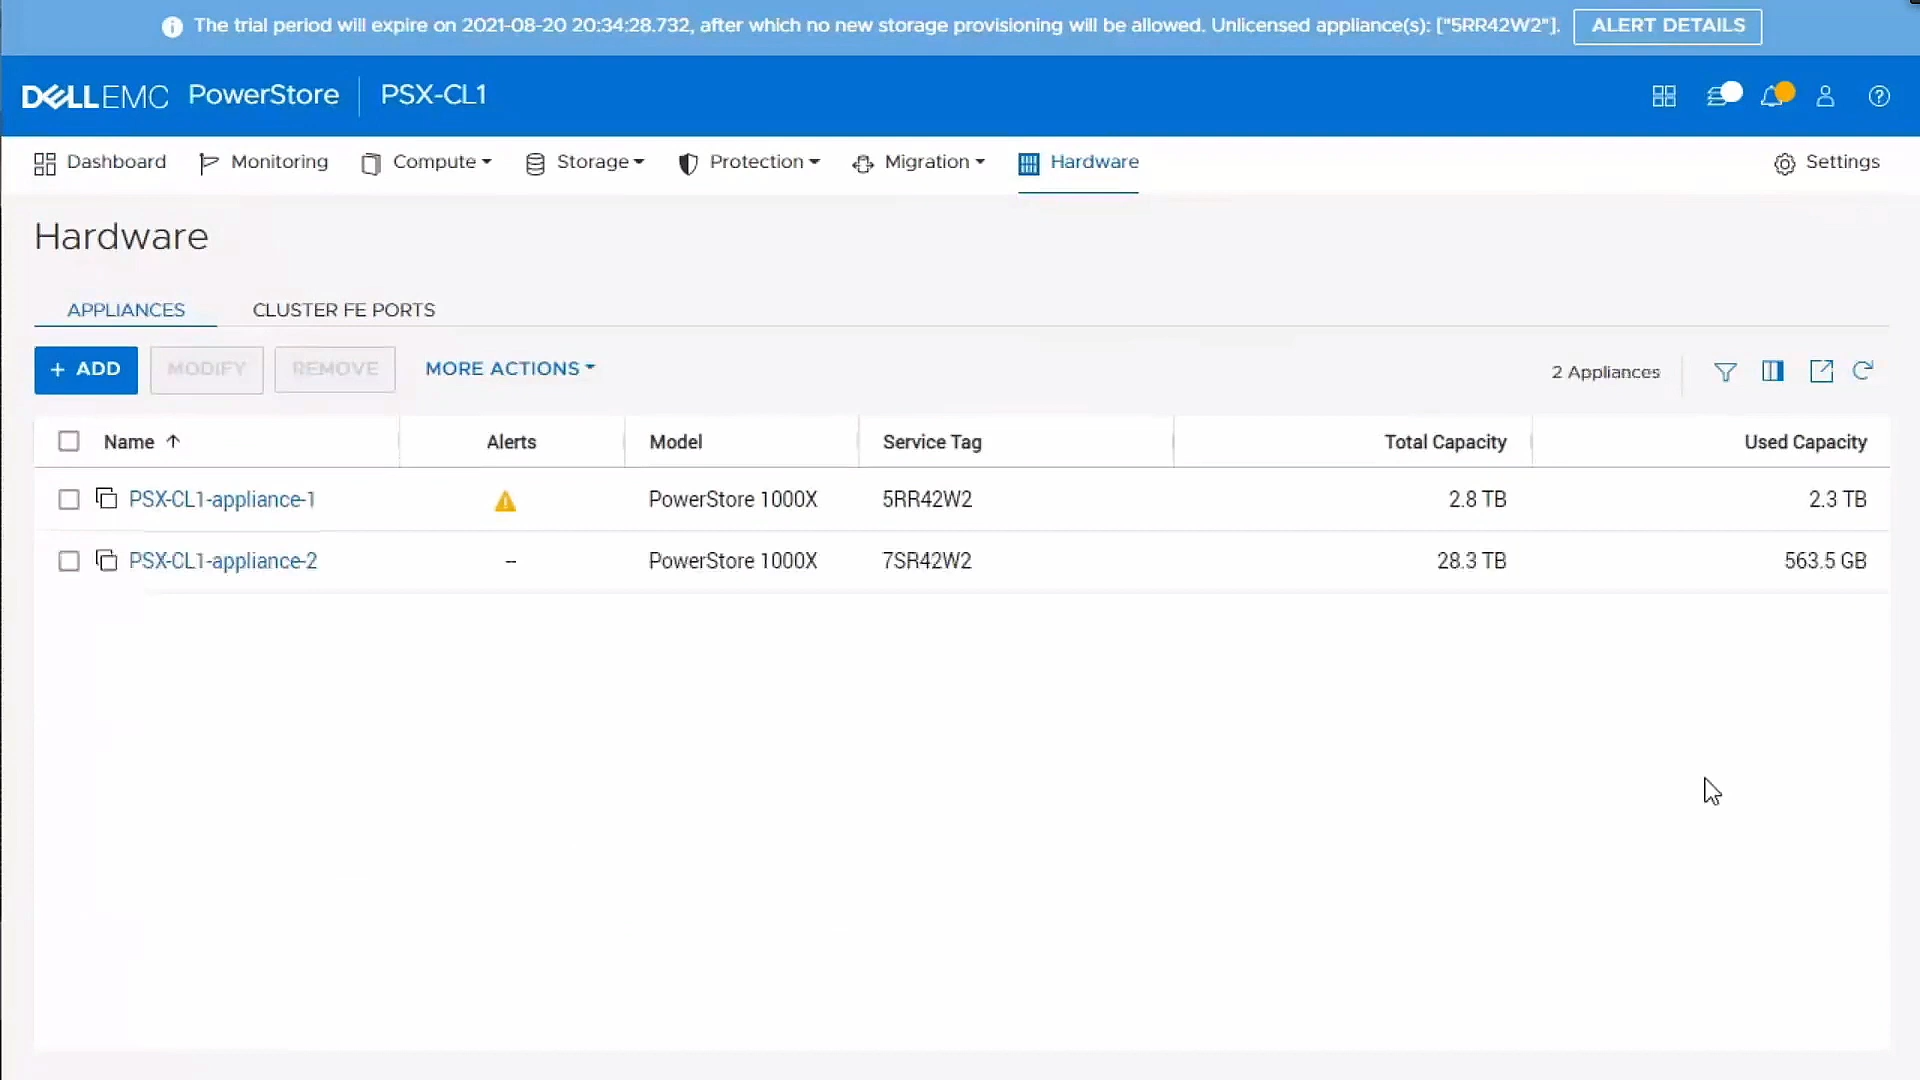 The trial period will expire on 2021-08-20 20:34:28.732, after which no new storage provisioning will be allowed. Unlicensed appliance(s): ["5RR42W2"]. ALERT DETAILS
DELLEMC PowerStore PSX-CL1
Dashboard Monitoring Compute Storage Protection Migration Hardware Settings
Hardware
APPLIANCES CLUSTER FE PORTS
+ ADD MODIFY REMOVE MORE ACTIONS 2 Appliances
Name Alerts Model Service Tag Total Capacity Used Capacity
PSX-CL1-appliance-1 PowerStore 1000X 5RR42W2 2.8 TB 2.3 TB
PSX-CL1-appliance-2 -- PowerStore 1000X 7SR42W2 28.3 TB 563.5 GB